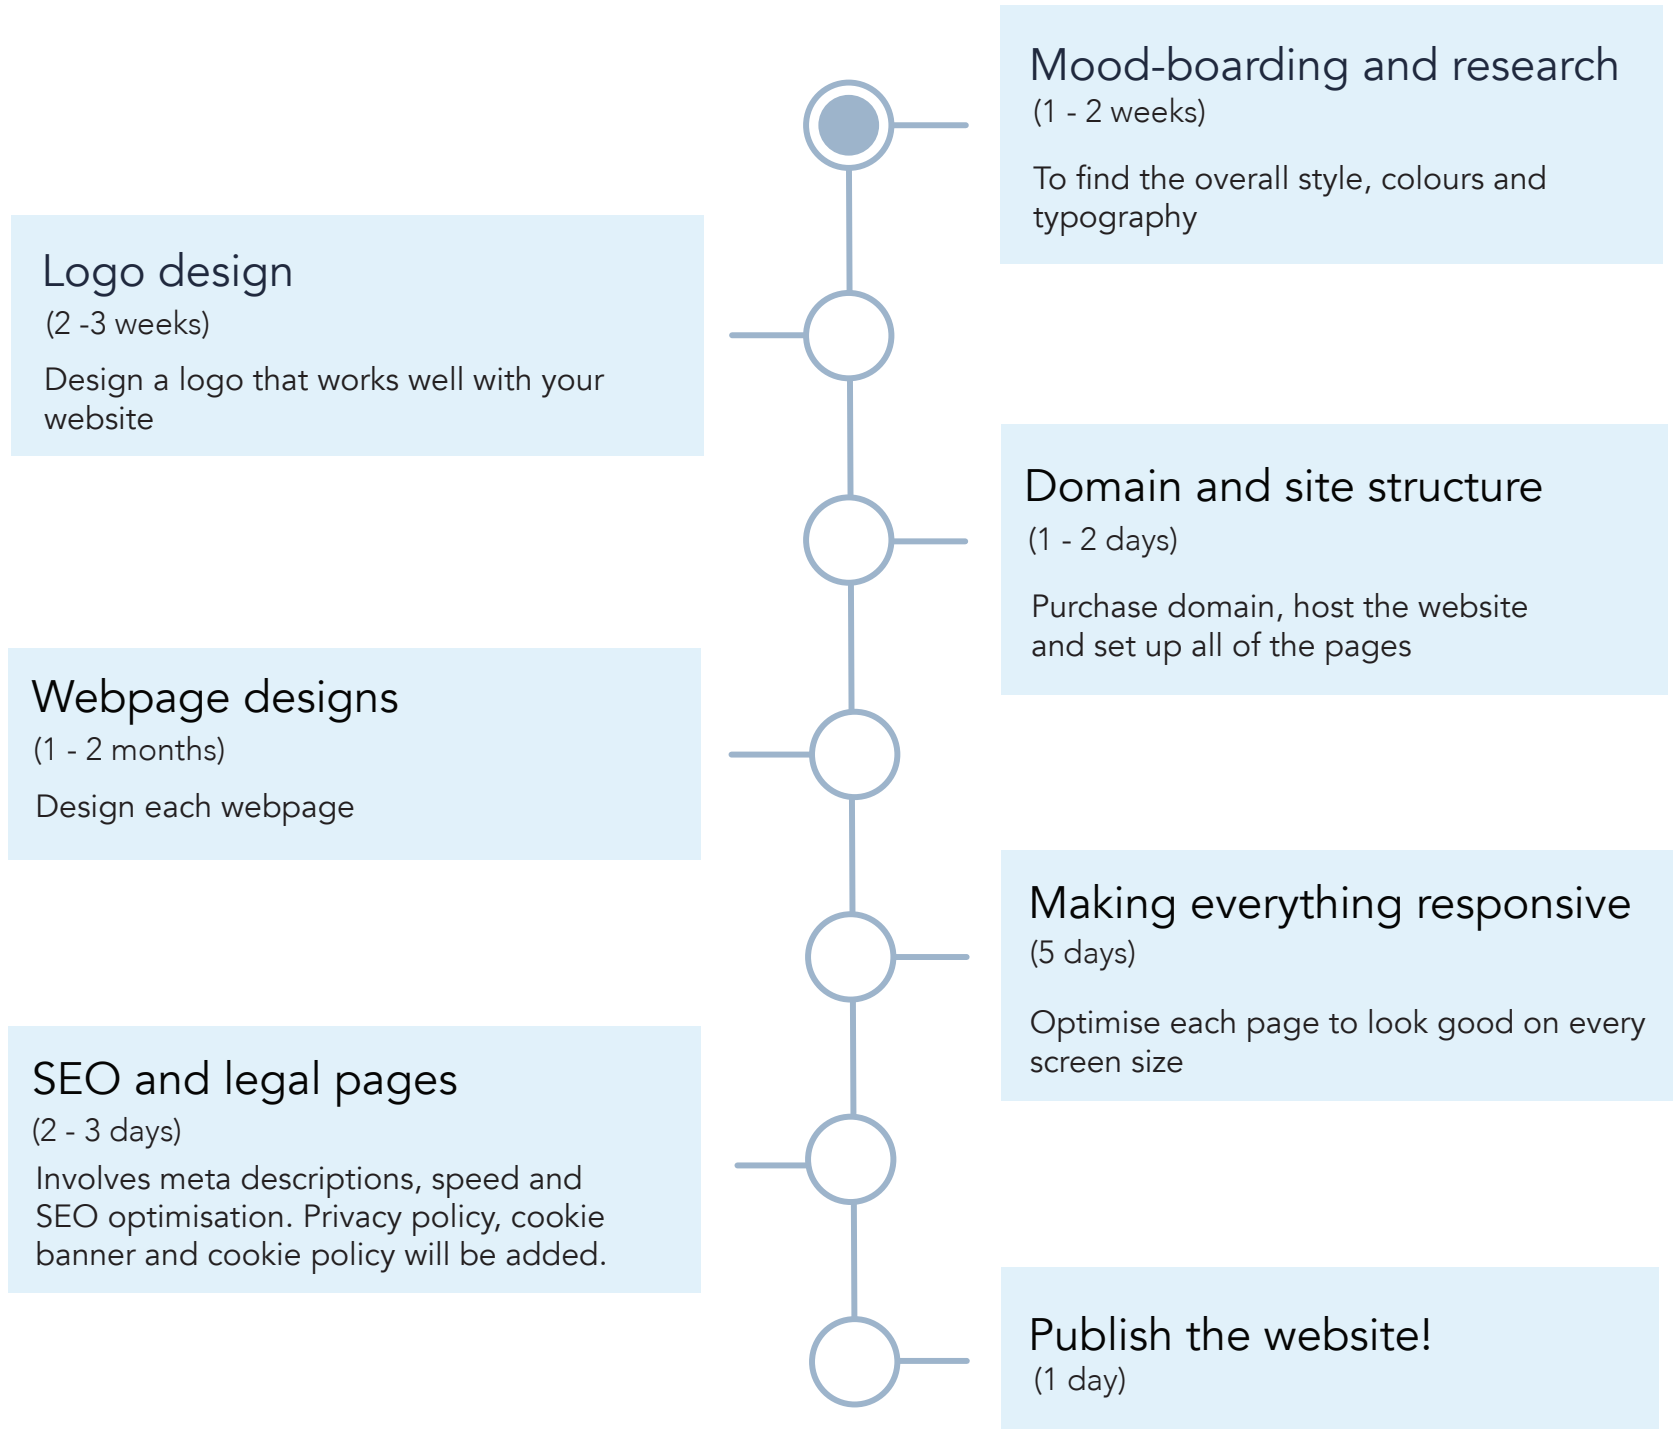 Mood-boarding and research
(1 - 2 weeks)
To find the overall style, colours and
typography
Logo design
(2 -3 weeks)
Design a logo that works well with your
website
Domain and site structure
(1 - 2 days)
Purchase domain, host the website
and set up all of the pages
Webpage designs
(1 - 2 months)
Design each webpage
Making everything responsive
(5 days)
Optimise each page to look good on every
screen size
SEO and legal pages
(2 - 3 days)
Involves meta descriptions, speed and
SEO optimisation. Privacy policy, cookie
banner and cookie policy will be added.
Publish the website!
(1 day)